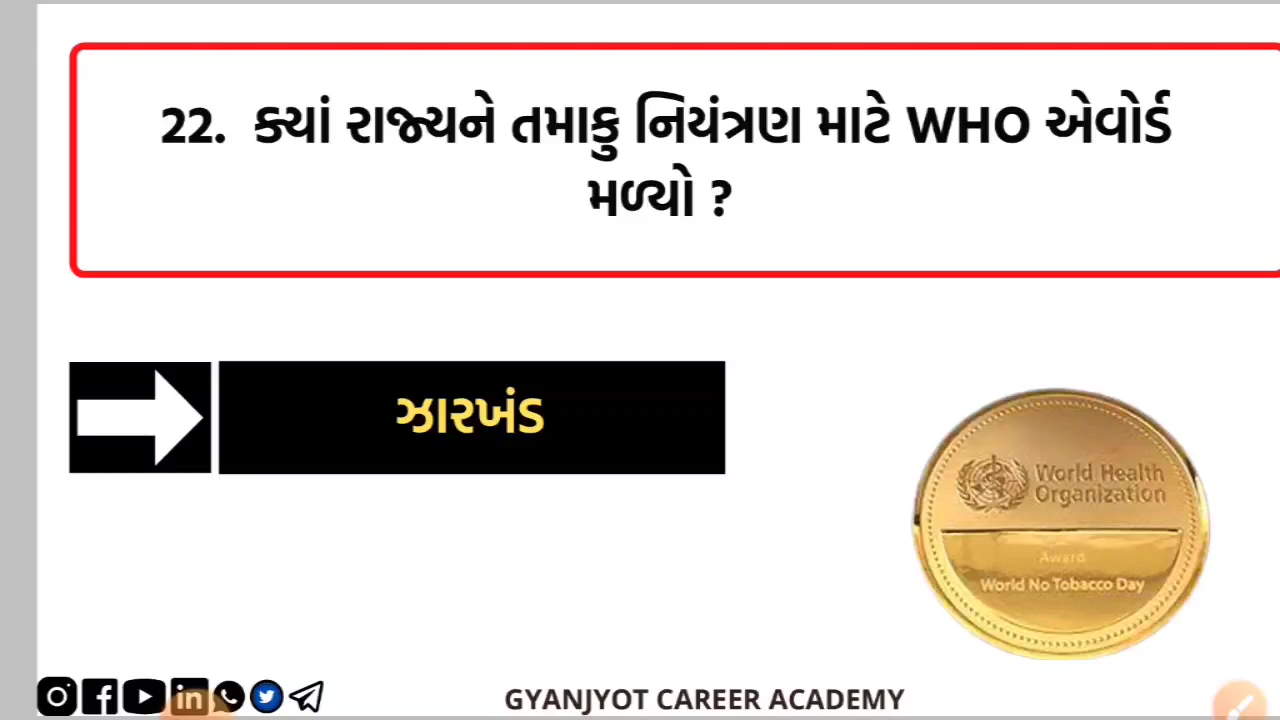 22. ક્યાં રાજ્યને તમાકુ નિયંત્રણ માટે WHO એવોર્ડ
મળ્યો ?
ઝારખંડ
World Health
Organization
Award
World No Tobacco Day
GYANJYOT CAREER ACADEMY